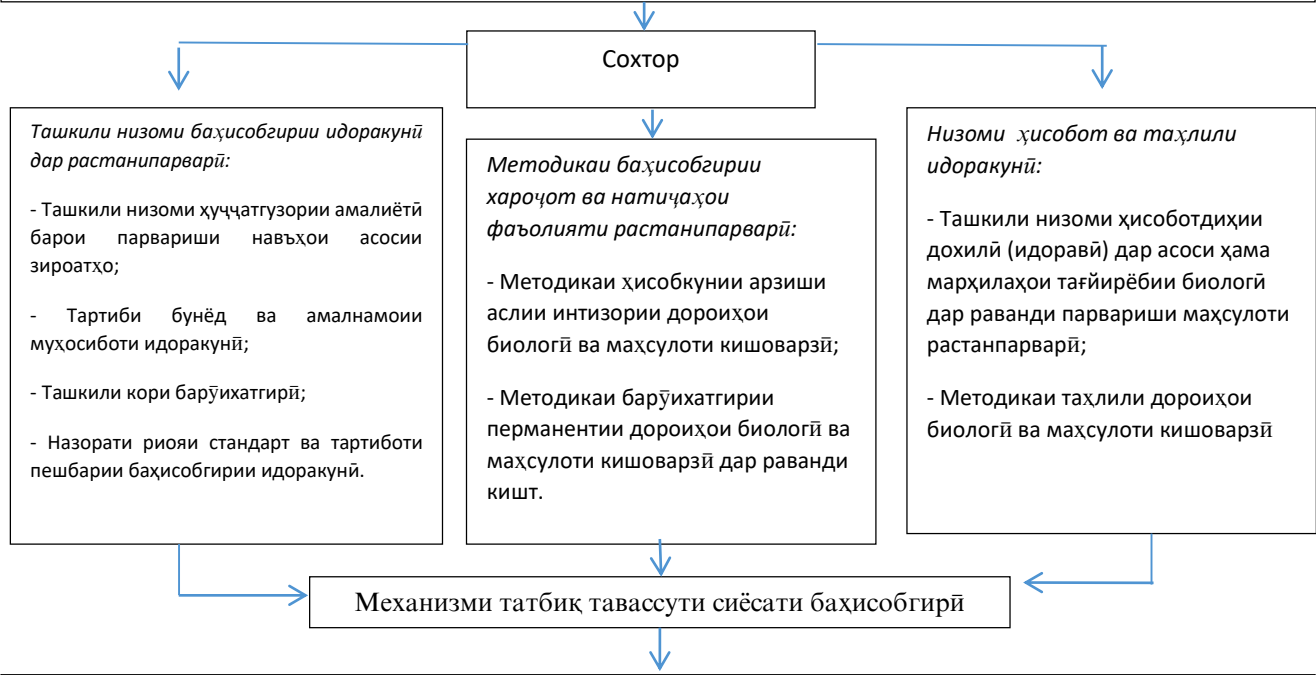 Сохтор
Ташкили низоми баҳисобгирии идоракунӣ
дар растанипарварӣ:
- Ташкили низоми ҳуҷҷатгузории амалиётӣ
барои парвариши навъҳои асосии
зироатҳо;
- Тартиби бунёд ва амалнамоии
муҳосиботи идоракунӣ;
- Ташкили кори барӯихатгирӣ;
- Назорати риояи стандарт ва тартиботи
пешбарии баҳисобгирии идоракунӣ.
Методикаи баҳисобгирии
хароҷот ва натиҷаҳои
фаъолияти растанипарварӣ:
- Методикаи ҳисобкунии арзиши
аслии интизории дороиҳои
биологӣ ва маҳсулоти кишоварзӣ;
- Методикаи барӯихатгирии
перманентии дороиҳои биологӣ ва
маҳсулоти кишоварзӣ дар раванди
кишт.
Низоми ҳисобот ва таҳлили
идоракунӣ:
- Ташкили низоми ҳисоботдиҳии
дохилӣ (идоравӣ) дар асоси ҳама
марҳилаҳои тағйирёбии биологӣ
дар раванди парвариши маҳсулоти
растанпарварӣ;
- Методикаи таҳлили дороиҳои
биологӣ ва маҳсулоти кишоварзӣ
Механизми татбиқ тавассути сиёсати баҳисобгирӣ